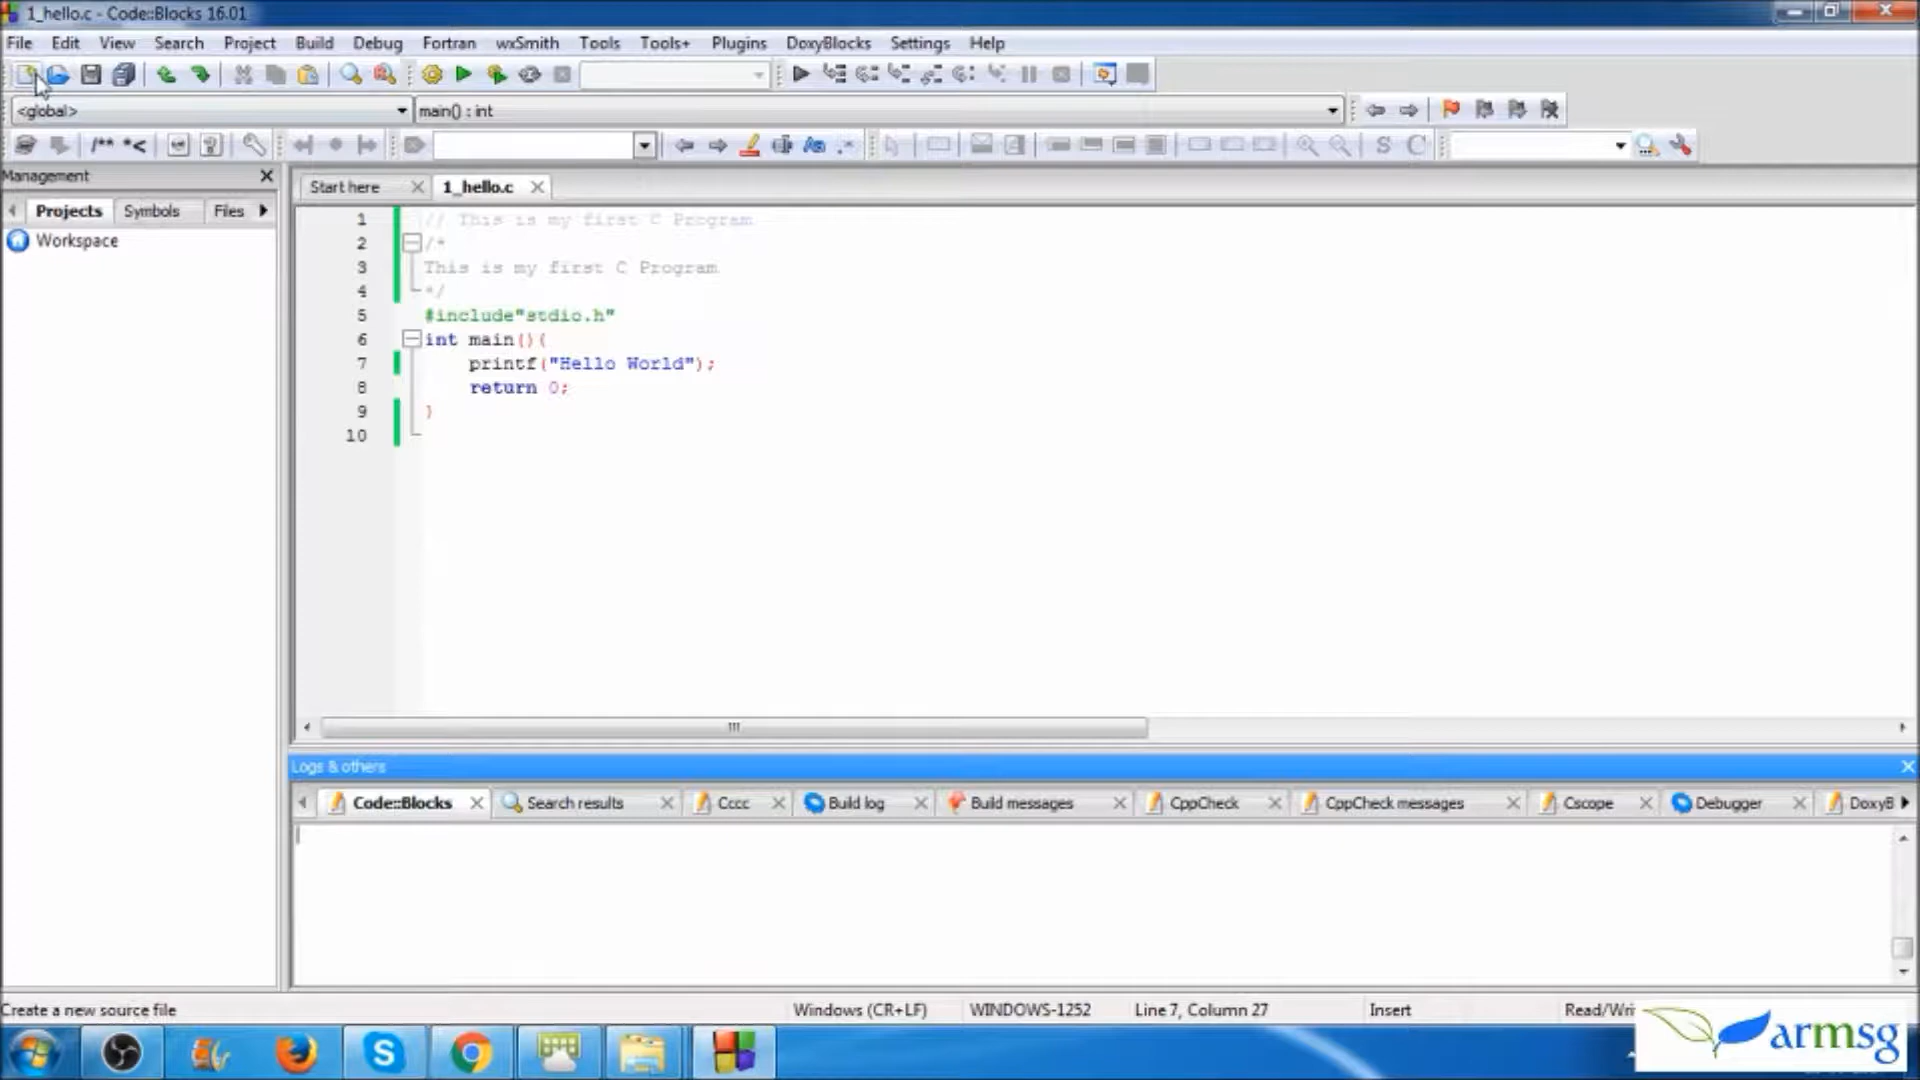 1_hello.c - Code::Blocks 16.01
File Edit View Search Project Build Debug Fortran wxSmith Tools Tools+ Plugins DoxyBlocks Settings Help
<global> main() : int
/** *<
S C
Management
Projects Symbols Files
Workspace
Start here 1_hello.c
1 // This is my first C Program
2 /*
3 This is my first C Program
4 */
5 #include"stdio.h"
6 int main(){
7 printf("Hello World");
8 return 0;
9 }
10
Logs & others
Code::Blocks Search results Cccc Build log Build messages CppCheck CppCheck messages Cscope Debugger DoxyB
Create a new source file Windows (CR+LF) WINDOWS-1252 Line 7, Column 27 Insert Read/Wri
armsg